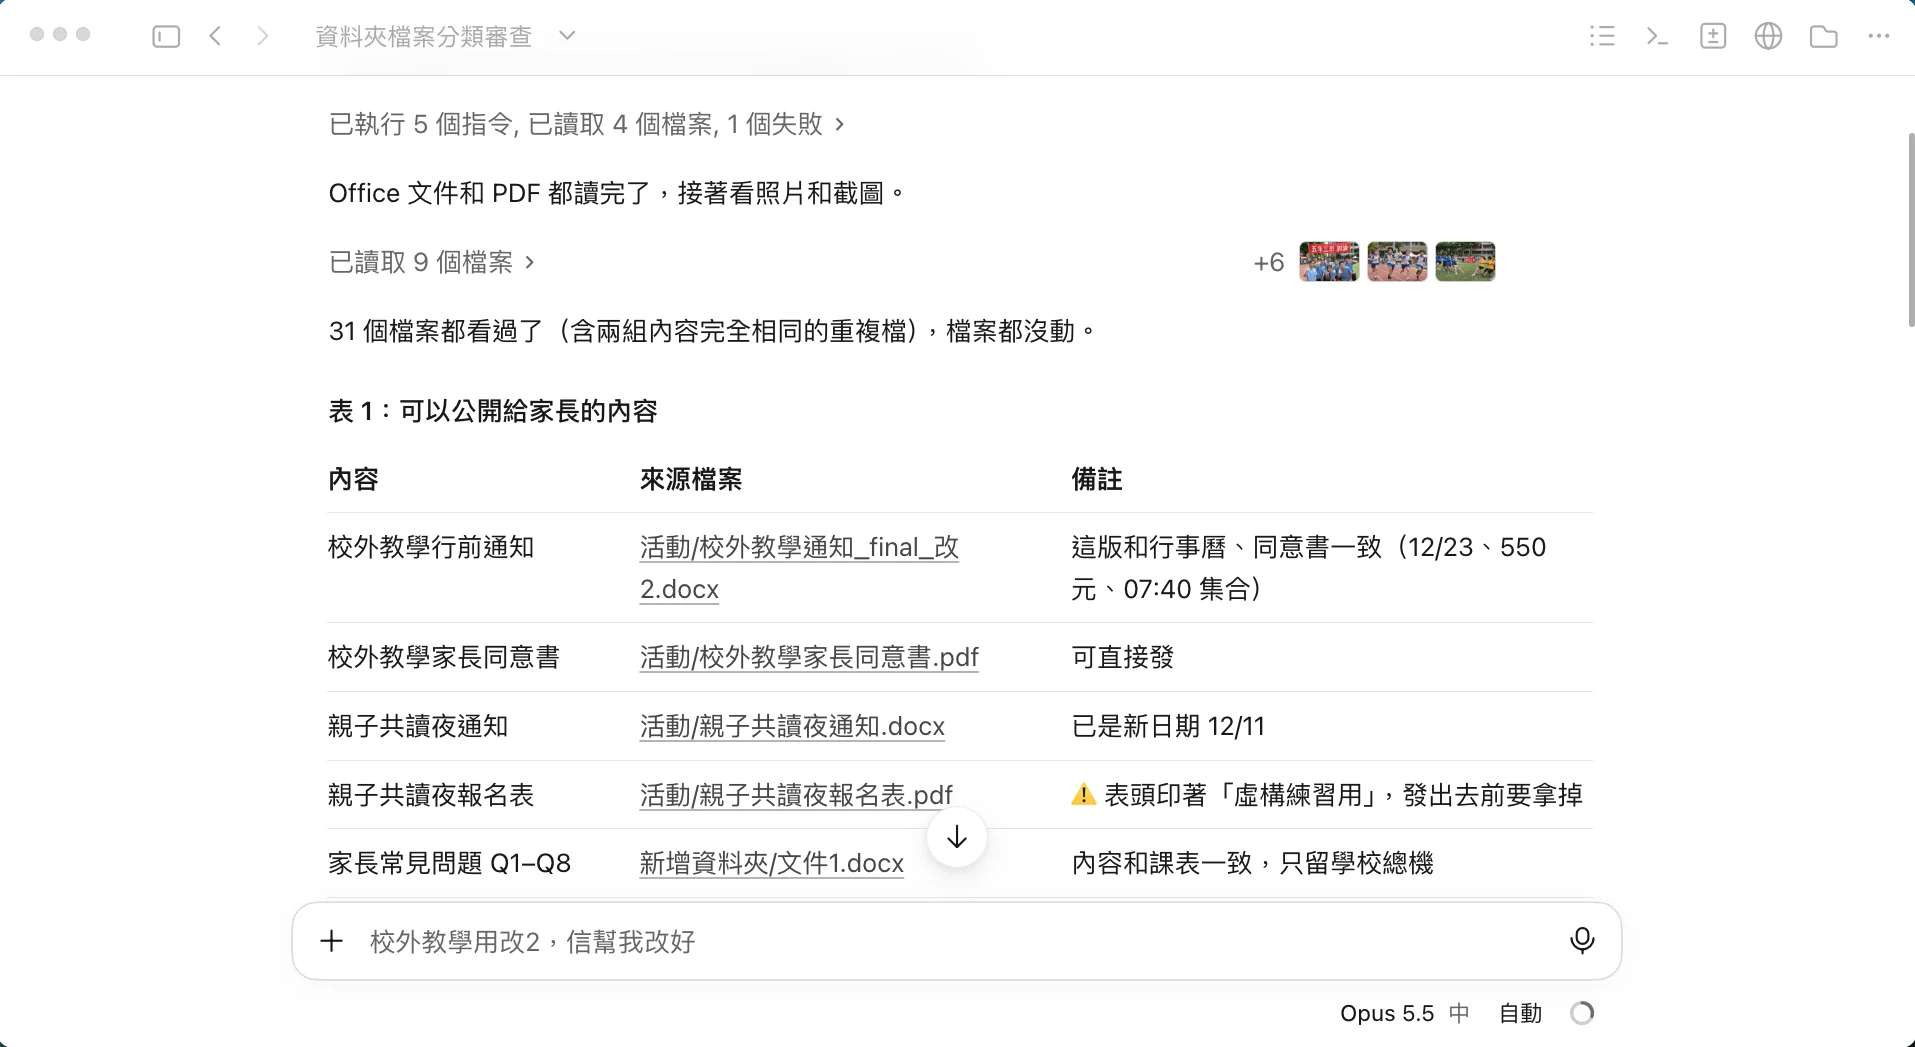 資料夾檔案分類審查
已執行 5 個指令, 已讀取 4 個檔案, 1 個失敗
Office 文件和 PDF 都讀完了，接著看照片和截圖。
已讀取 9 個檔案
+6
31 個檔案都看過了（含兩組內容完全相同的重複檔），檔案都沒動。
表 1：可以公開給家長的內容
內容 來源檔案 備註
校外教學行前通知 活動/校外教學通知_final_改 這版和行事曆、同意書一致（12/23、550
2.docx 元、07:40 集合）
校外教學家長同意書 活動/校外教學家長同意書.pdf 可直接發
親子共讀夜通知 活動/親子共讀夜通知.docx 已是新日期 12/11
親子共讀夜報名表 活動/親子共讀夜報名表.pdf ⚠️ 表頭印著「虛構練習用」，發出去前要拿掉
家長常見問題 Q1–Q8 新增資料夾/文件1.docx 內容和課表一致，只留學校總機
校外教學用改2，信幫我改好
Opus 5.5 中 自動